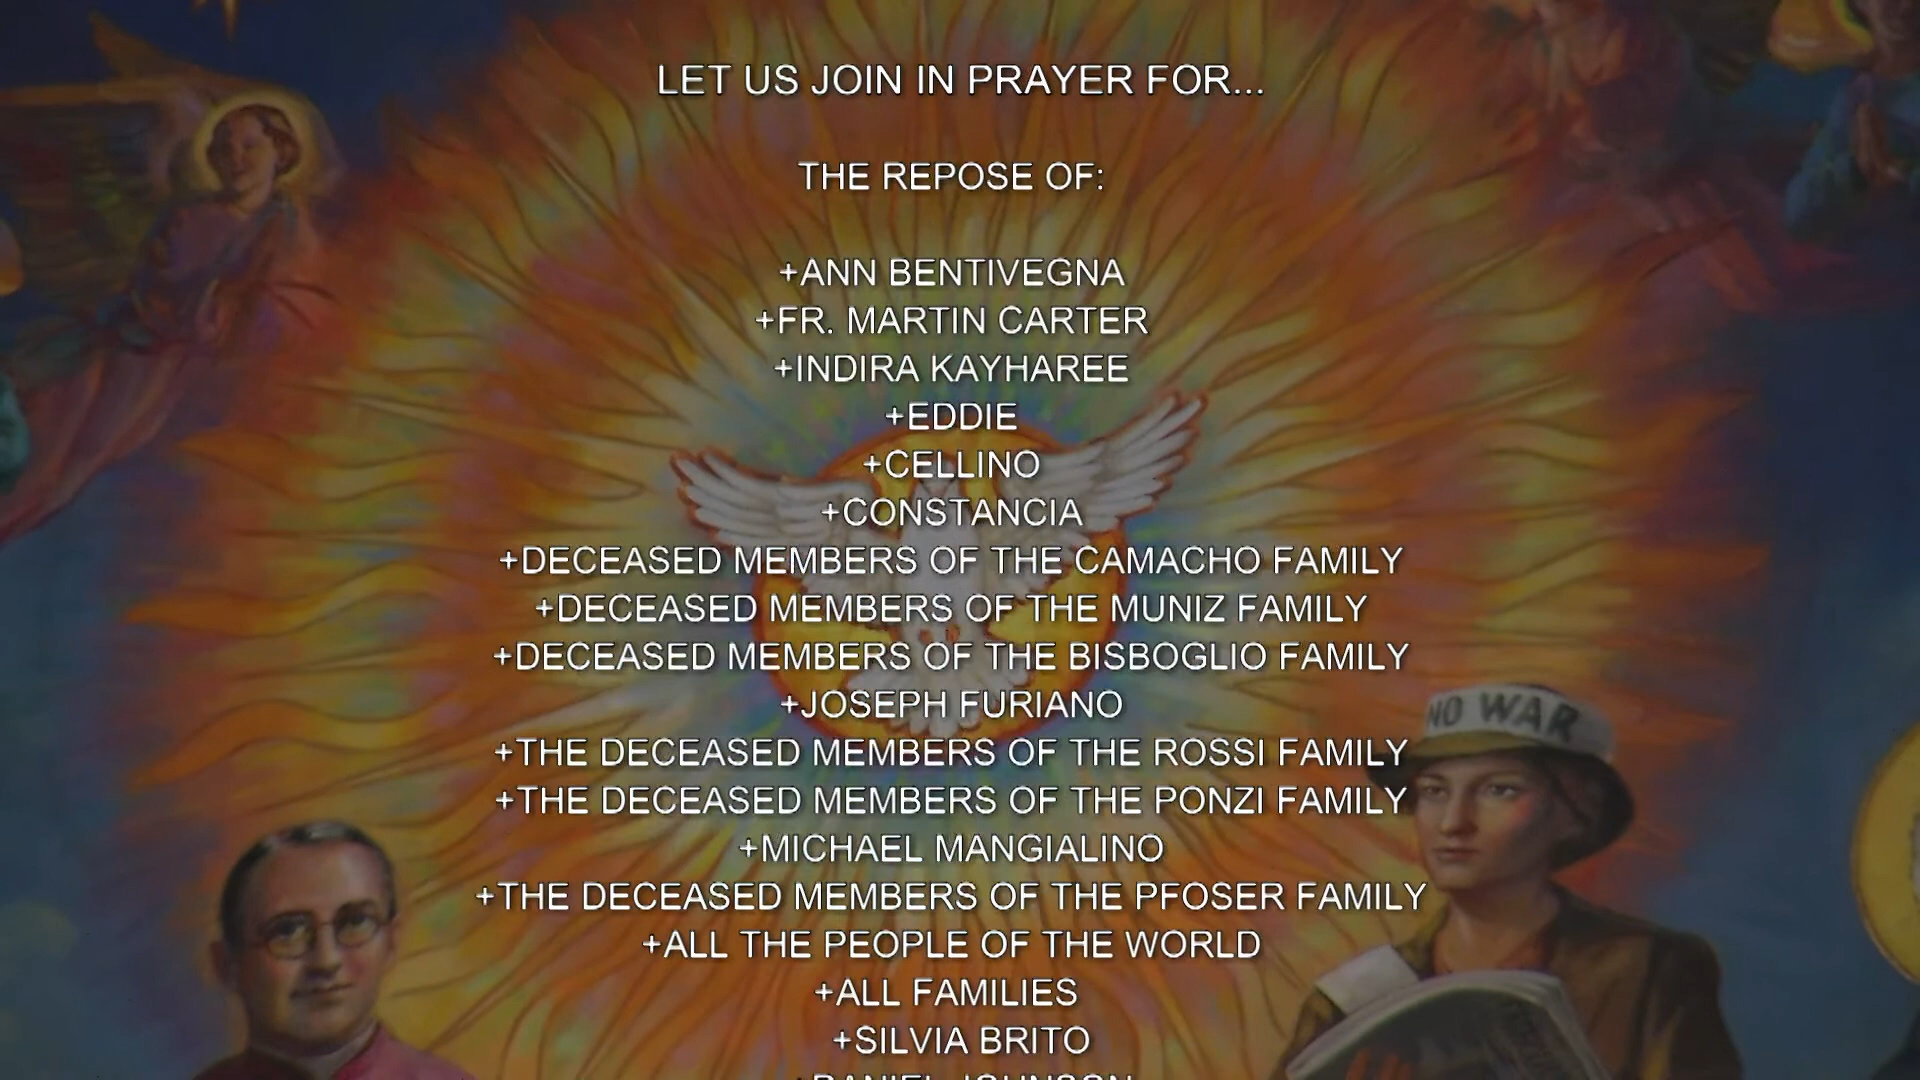 LET US JOIN IN PRAYER FOR...
THE REPOSE OF:
+ANN BENTIVEGNA
+FR. MARTIN CARTER
+INDIRA KAYHAREE
+EDDIE
+CELLINO
+CONSTANCIA
+DECEASED MEMBERS OF THE CAMACHO FAMILY
+DECEASED MEMBERS OF THE MUNIZ FAMILY
+DECEASED MEMBERS OF THE BISBOGLIO FAMILY
+JOSEPH FURIANO
NO WAR
+THE DECEASED MEMBERS OF THE ROSSI FAMILY
+THE DECEASED MEMBERS OF THE PONZI FAMILY
+MICHAEL MANGIALINO
+THE DECEASED MEMBERS OF THE PFOSER FAMILY
+ALL THE PEOPLE OF THE WORLD
+ALL FAMILIES
+SILVIA BRITO
+DANIEL JOHNSON